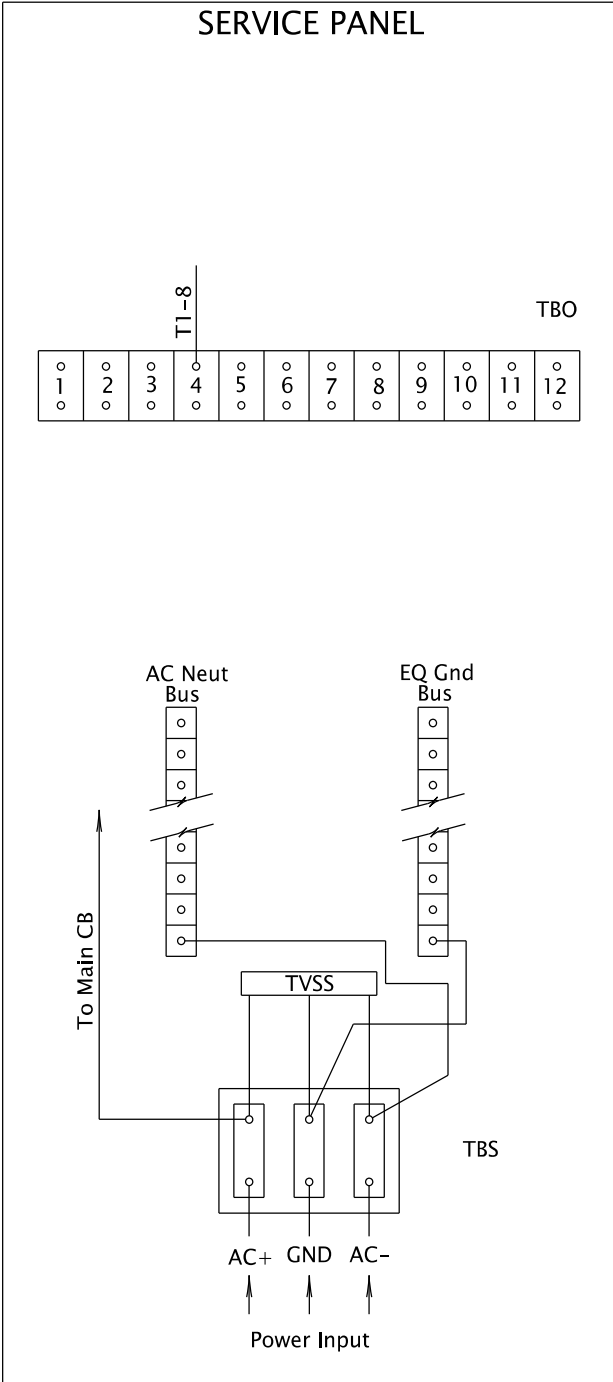 SERVICE PANEL
T1-8
TBO
1 2 3 4 5 6 7 8 9 10 11 12
AC Neut
Bus
EQ Gnd
Bus
To Main CB
TVSS
TBS
AC+ GND AC-
Power Input